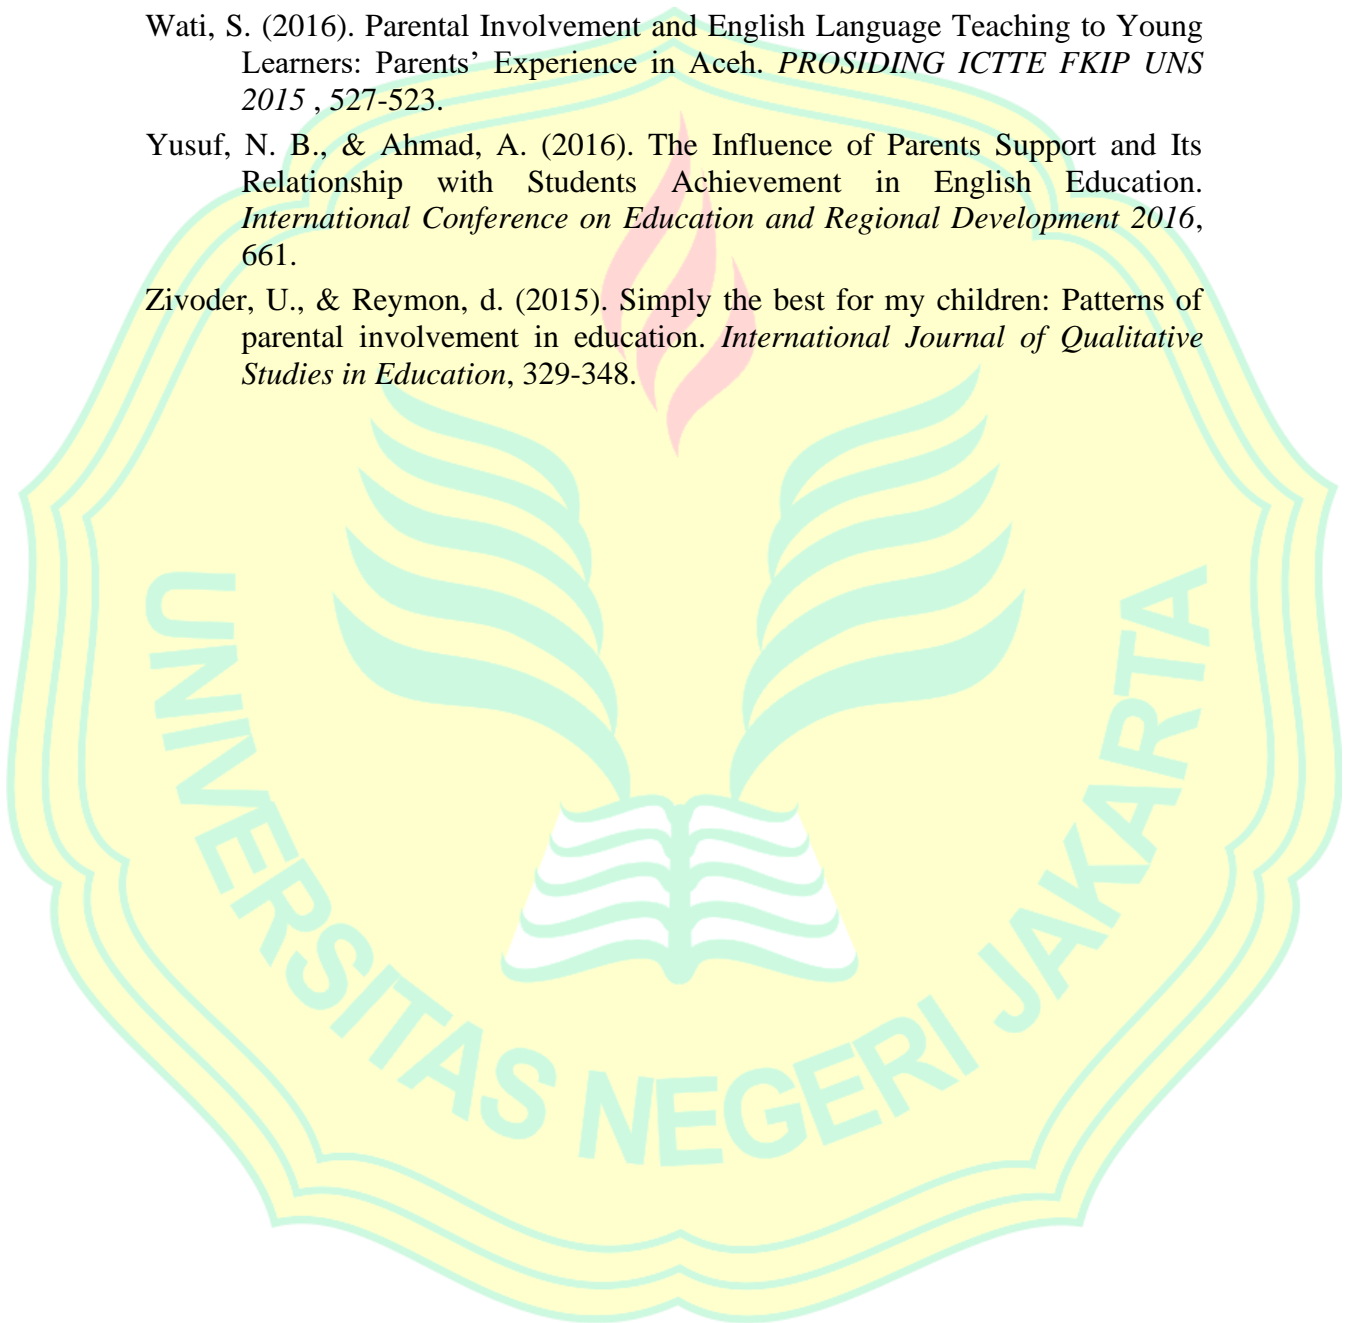 Wati, S. (2016). Parental Involvement and English Language Teaching to Young
Learners: Parents’ Experience in Aceh. PROSIDING ICTTE FKIP UNS
2015 , 527-523.
Yusuf, N. B., & Ahmad, A. (2016). The Influence of Parents Support and Its
Relationship with Students Achievement in English Education.
International Conference on Education and Regional Development 2016,
661.
Zivoder, U., & Reymon, d. (2015). Simply the best for my children: Patterns of
parental involvement in education. International Journal of Qualitative
Studies in Education, 329-348.
UNIVERSITAS NEGERI JAKARTA